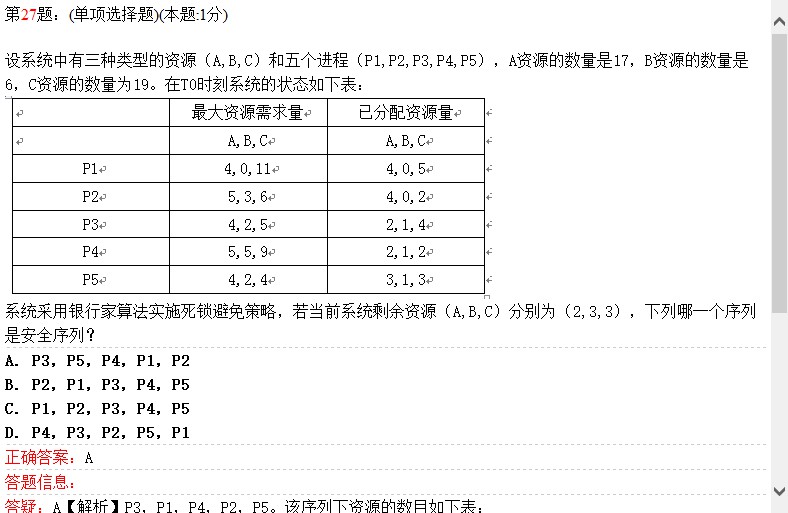 第27题: (单项选择题)(本题:1分)
设系统中有三种类型的资源（A,B,C）和五个进程（P1,P2,P3,P4,P5），A资源的数量是17，B资源的数量是
6，C资源的数量为19。在T0时刻系统的状态如下表:
最大资源需求量 已分配资源量
A,B,C A,B,C
P1 4,0,11 4,0,5
P2 5,3,6 4,0,2
P3 4,2,5 2,1,4
P4 5,5,9 2,1,2
P5 4,2,4 3,1,3
系统采用银行家算法实施死锁避免策略，若当前系统剩余资源（A,B,C）分别为（2,3,3），下列哪一个序列
是安全序列？
A. P3, P5, P4, P1, P2
B. P2, P1, P3, P4, P5
C. P1, P2, P3, P4, P5
D. P4, P3, P2, P5, P1
正确答案: A
答题信息:
答疑: A【解析】P3, P1, P4, P2, P5。该序列下资源的数目如下表: